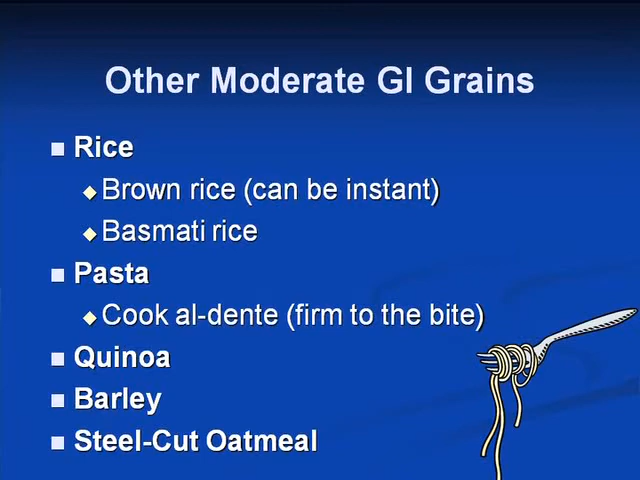 Other Moderate GI Grains
Rice
Brown rice (can be instant)
Basmati rice
Pasta
Cook al-dente (firm to the bite)
Quinoa
Barley
Steel-Cut Oatmeal